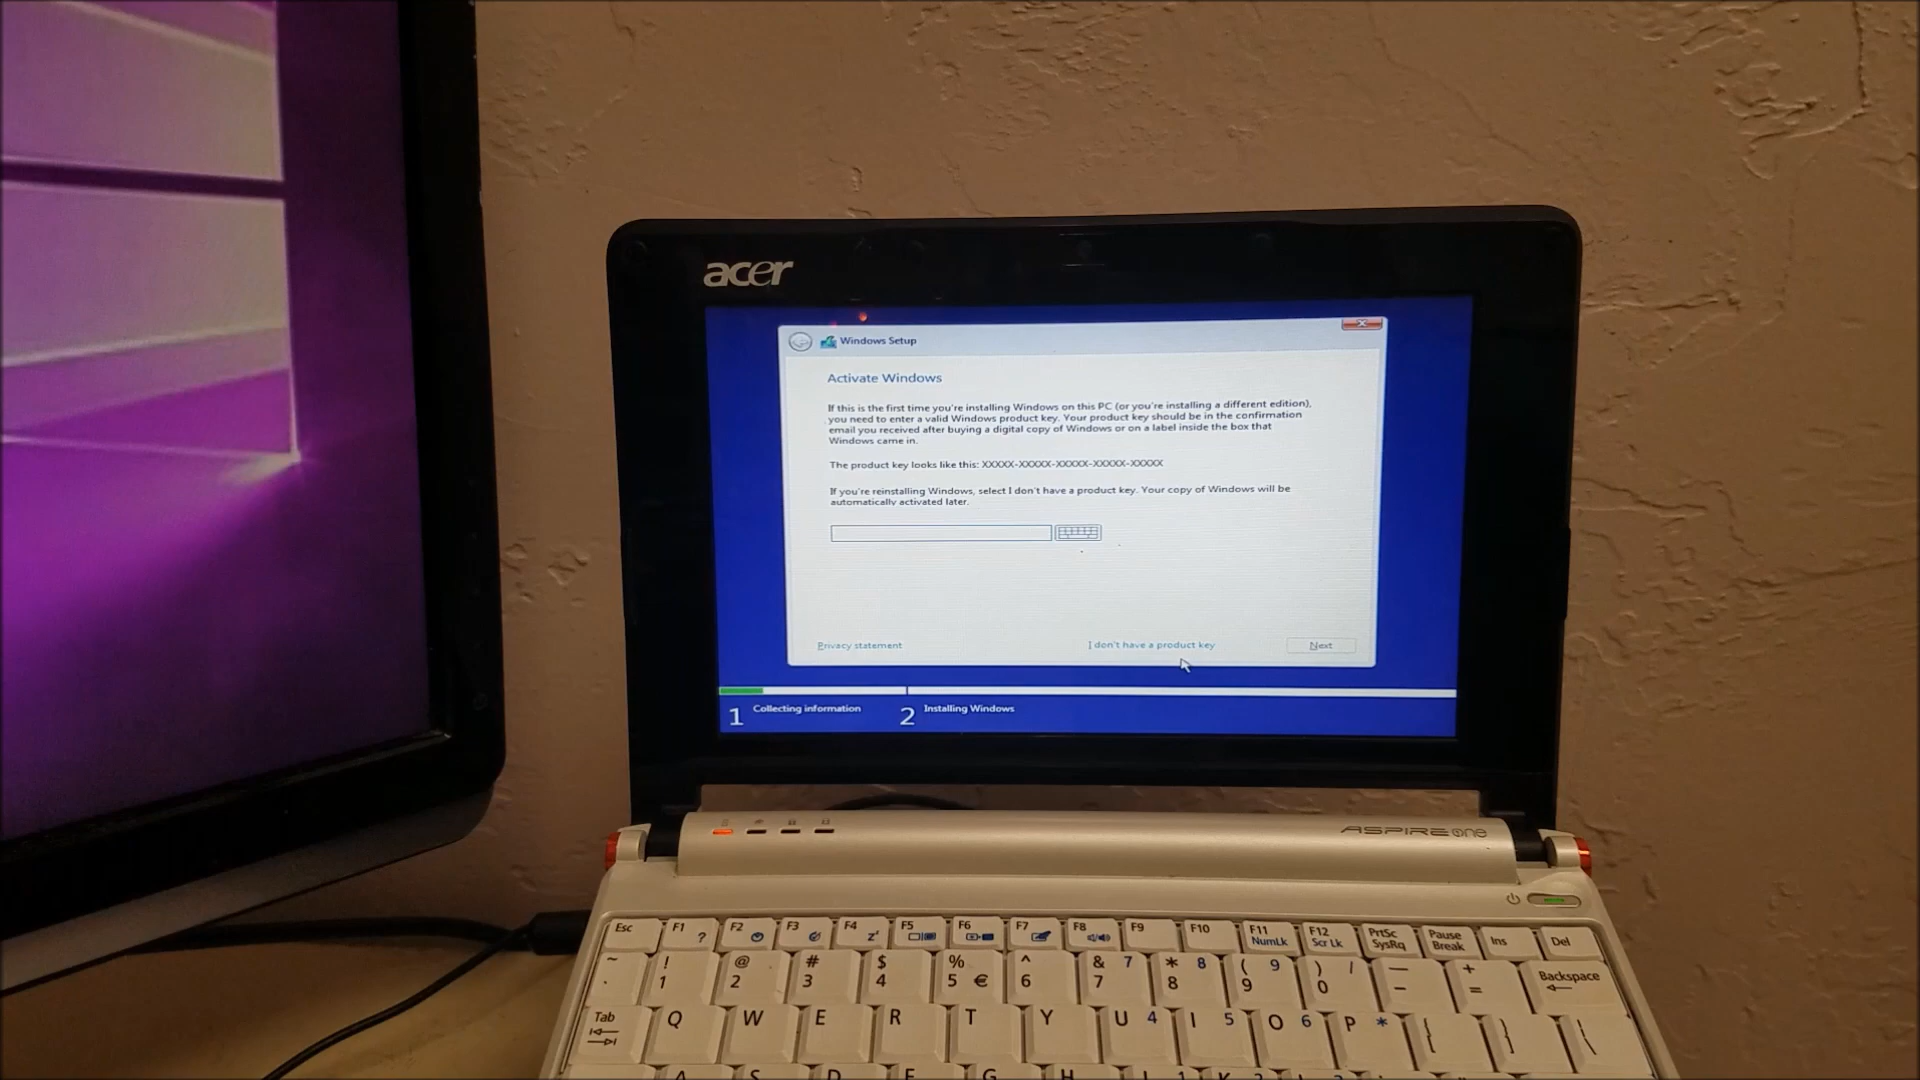 acer
Windows Setup
Activate Windows
If this is the first time you're installing Windows on this PC (or you're installing a different edition),
you need to enter a valid Windows product key. Your product key should be in the confirmation
email you received after buying a digital copy of Windows or on a label inside the box that
Windows came in.
The product key looks like this: XXXXX-XXXXX-XXXXX-XXXXX-XXXXX
If you're reinstalling Windows, select I don't have a product key. Your copy of Windows will be
automatically activated later.
Privacy statement
I don't have a product key
Next
1 Collecting information
2 Installing Windows
ASPIRE one
Esc F1 ? F2 F3 F4 z F5 F6 F7 F8 F9 F10 F11 NumLk F12 Scr Lk PrtSc SysRq Pause Break Ins Del
~ ! 1 @ 2 # 3 $ 4 % 5 € ^ 6 & 7 7 * 8 8 ( 9 9 ) 0 / — - + = Backspace
Tab Q W E R T Y U 4 I 5 O 6 P * { } \
A S D F G H